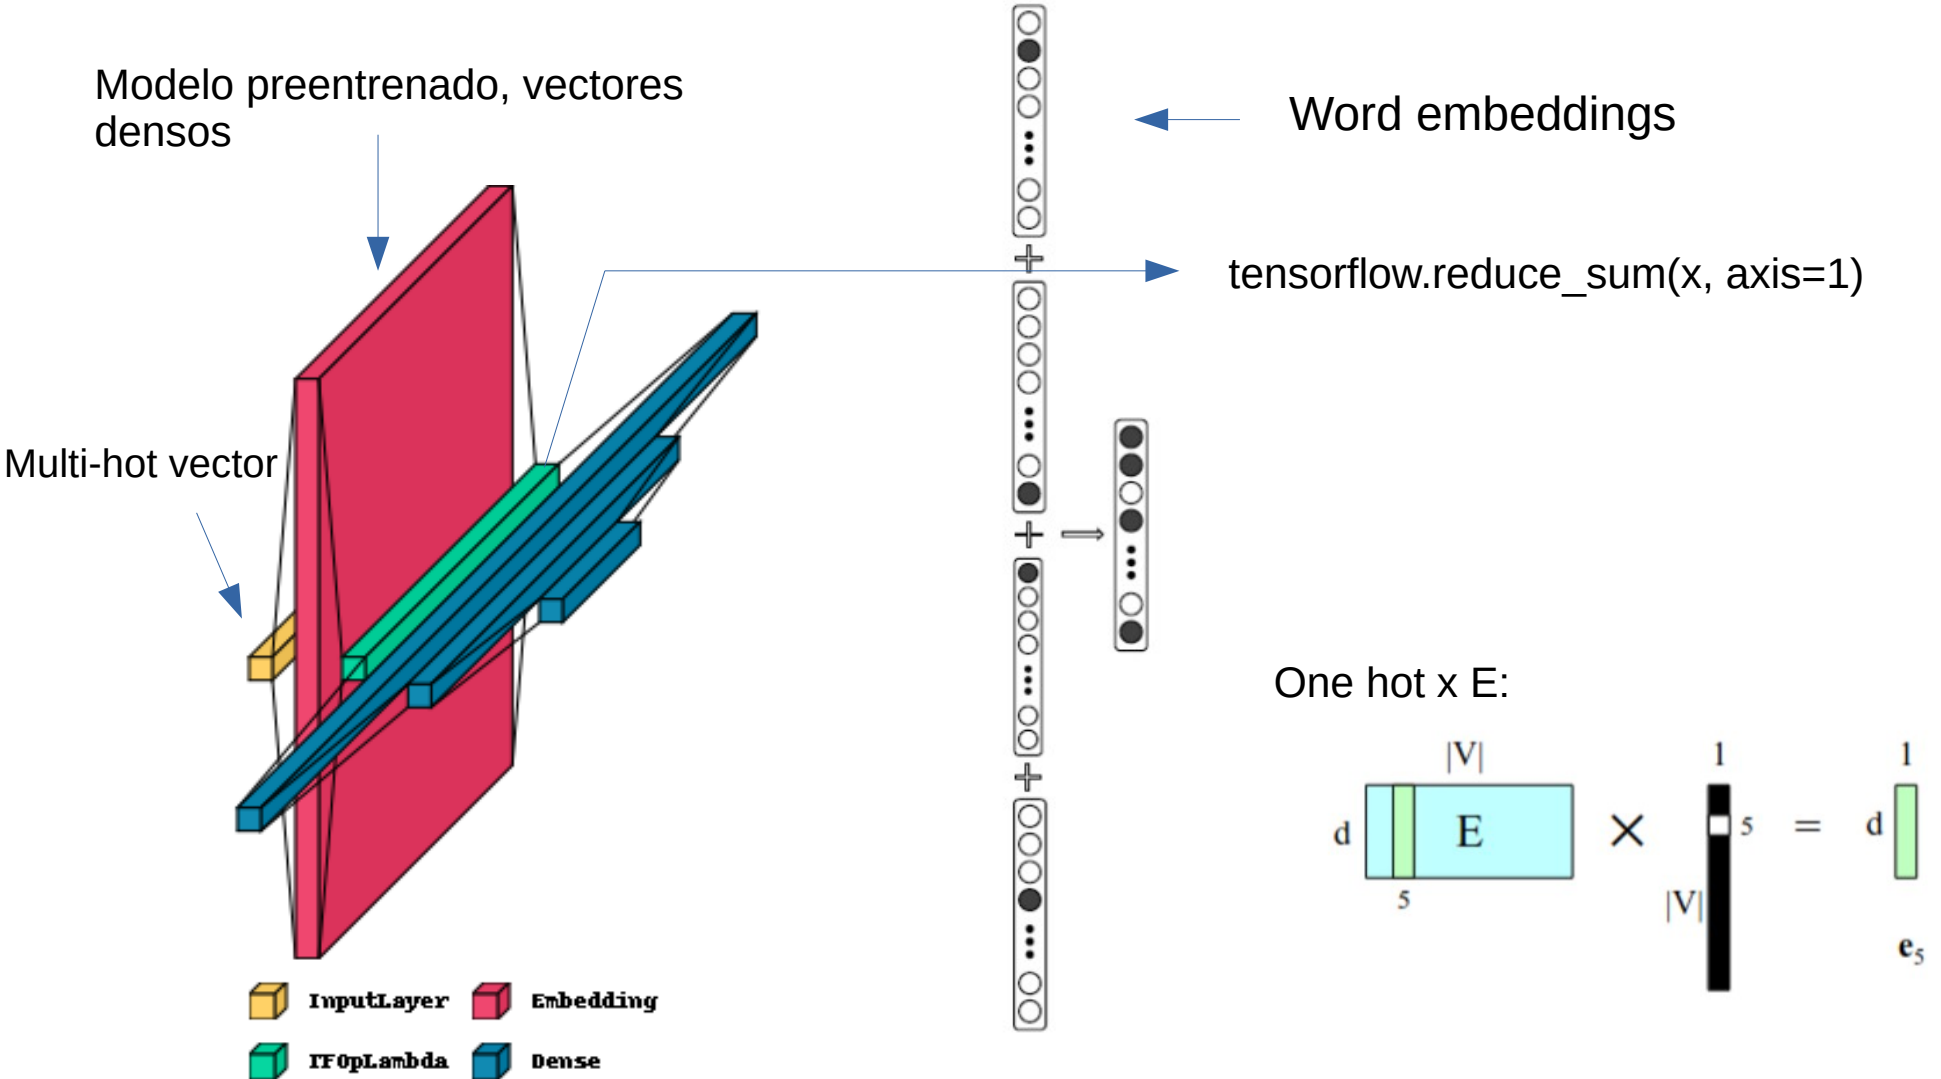 Modelo preentrenado, vectores
densos
Word embeddings
tensorflow.reduce_sum(x, axis=1)
Multi-hot vector
One hot x E:
|V|
1
1
d
E
5
=
d
5
|V|
e5
InputLayer
Embedding
TFOpLambda
Dense